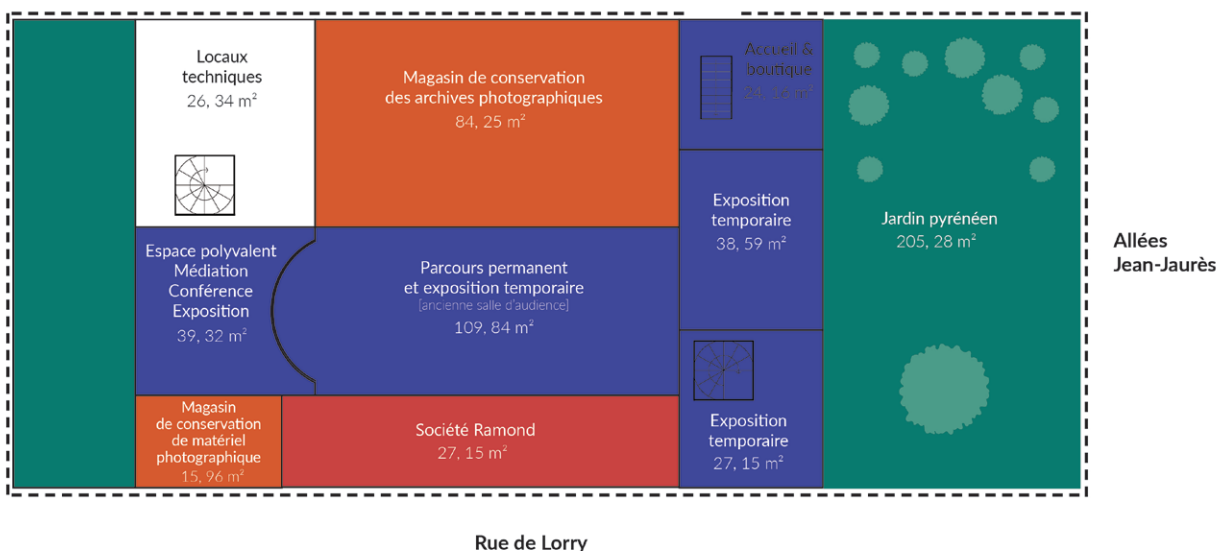 Locaux
techniques
26, 34 m²
Magasin de conservation
des archives photographiques
84, 25 m²
Accueil &
boutique
Exposition
temporaire
38, 59 m²
Jardin pyrénéen
205, 28 m²
Allées
Jean-Jaurès
Espace polyvalent
Médiation
Conférence
Exposition
39, 32 m²
Parcours permanent
et exposition temporaire
[ancienne salle d'audience]
109, 84 m²
Magasin
de conservation
de matériel
photographique
15, 96 m²
Société Ramond
27, 15 m²
Exposition
temporaire
27, 15 m²
Rue de Lorry